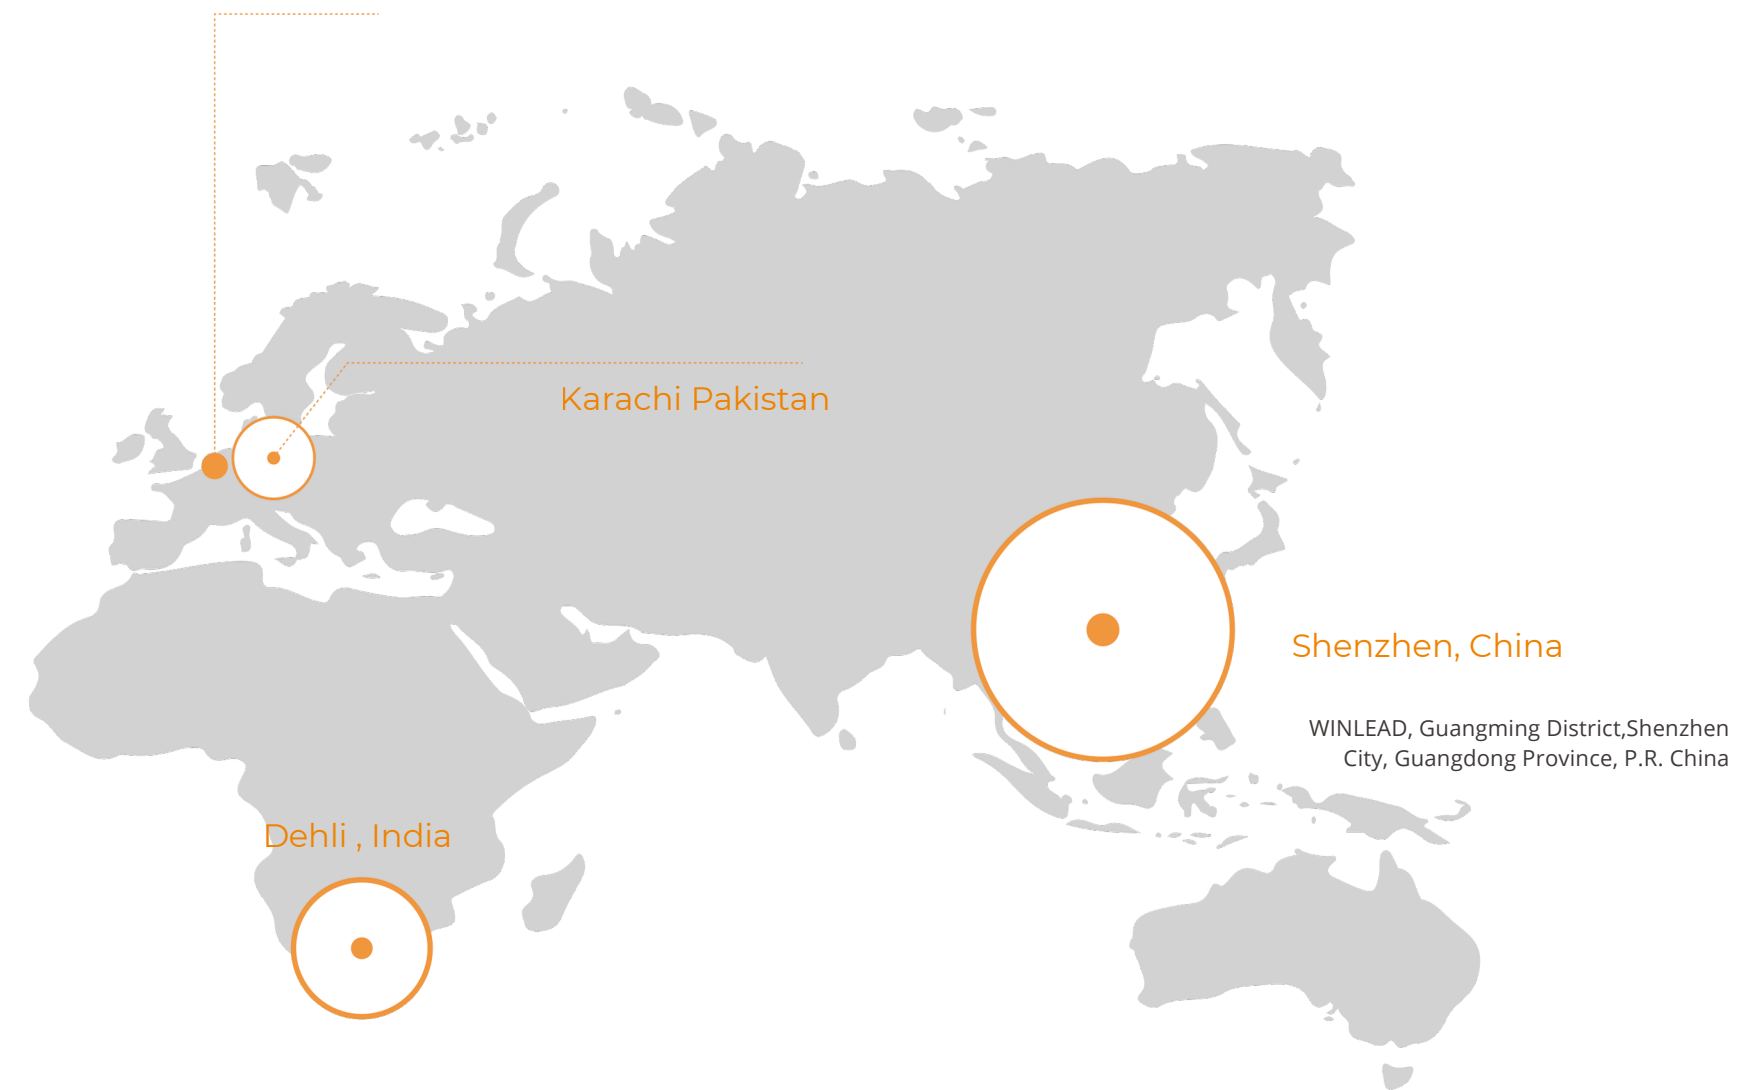 Karachi Pakistan
Shenzhen, China
WINLEAD, Guangming District,Shenzhen
City, Guangdong Province, P.R. China
Dehli , India